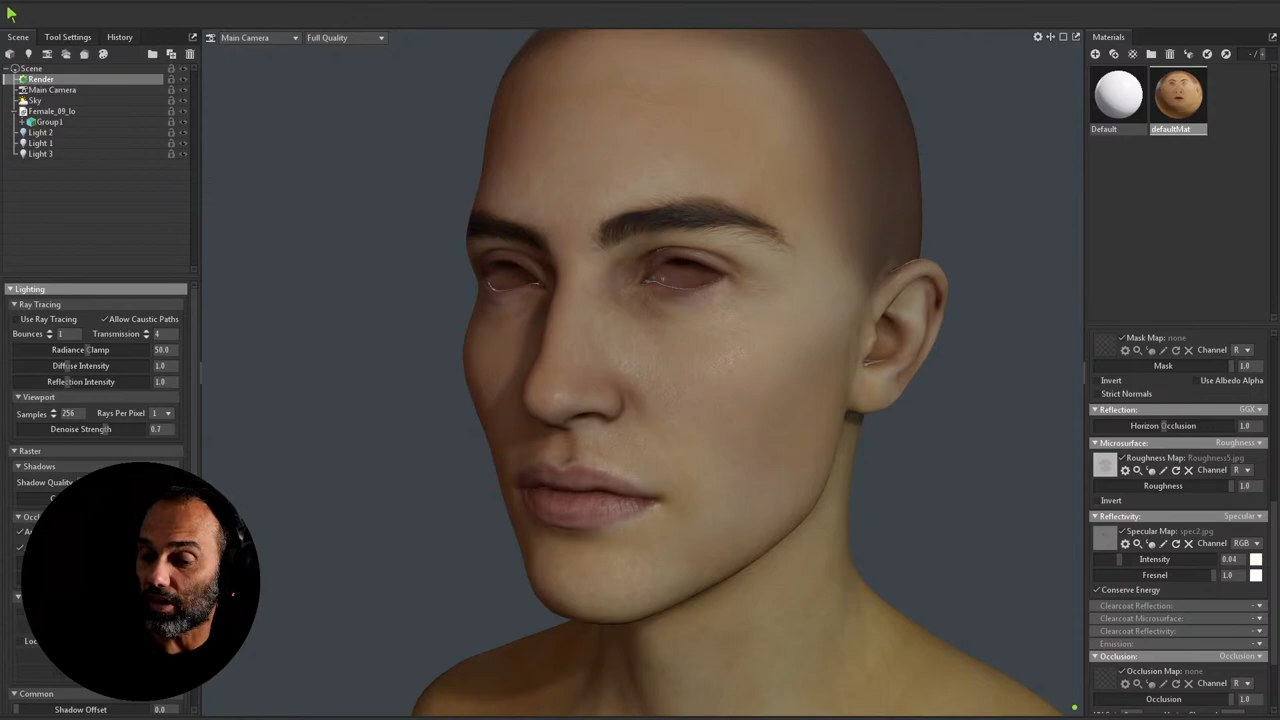 Scene Tool Settings History
Main Camera Full Quality
Materials
Scene
Render
Main Camera
Sky
Female_09_lo
Group1
Light 2
Light 1
Light 3
Default
defaultMat
Lighting
Ray Tracing
Use Ray Tracing Allow Caustic Paths
Bounces 1 Transmission 4
Radiance Clamp 50.0
Diffuse Intensity 1.0
Reflection Intensity 1.0
Viewport
Samples 256 Rays Per Pixel 1
Denoise Strength 0.7
Raster
Shadows
Shadow Quality
Common
Shadow Offset 0.0
Mask Map: none
Channel R
Mask 1.0
Invert Use Albedo Alpha
Strict Normals
Reflection: GGX
Horizon Occlusion 1.0
Microsurface: Roughness
Roughness Map: Roughness5.jpg
Channel R
Roughness 1.0
Invert
Reflectivity: Specular
Specular Map: spec2.jpg
Channel RGB
Intensity 0.04
Fresnel 1.0
Conserve Energy
Clearcoat Reflection:
Clearcoat Microsurface:
Clearcoat Reflectivity:
Emission:
Occlusion: Occlusion
Occlusion Map: none
Channel R
Occlusion 1.0